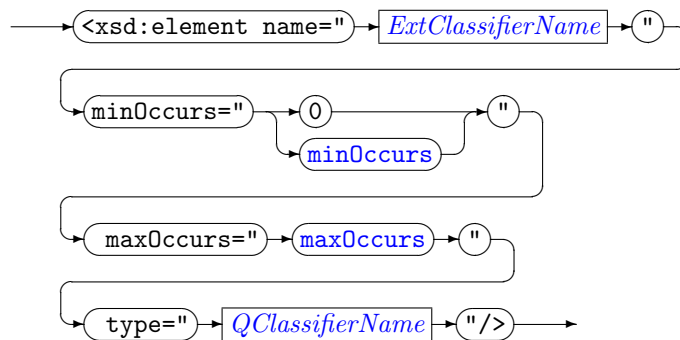 <xsd:element name=" ExtClassifierName "
minOccurs=" 0 "
minOccurs
maxOccurs=" maxOccurs "
type=" QClassifierName "/>